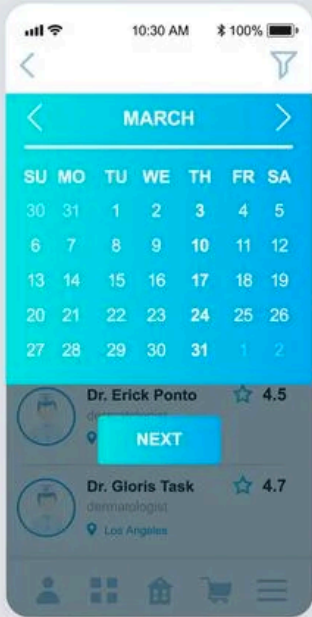 10:30 AM 100%
MARCH
SU MO TU WE TH FR SA
30 31 1 2 3 4 5
6 7 8 9 10 11 12
13 14 15 16 17 18 19
20 21 22 23 24 25 26
27 28 29 30 31 1 2
Dr. Erick Ponto 4.5
dermatologist
NEXT
Dr. Gloris Task 4.7
dermatologist
Los Angeles